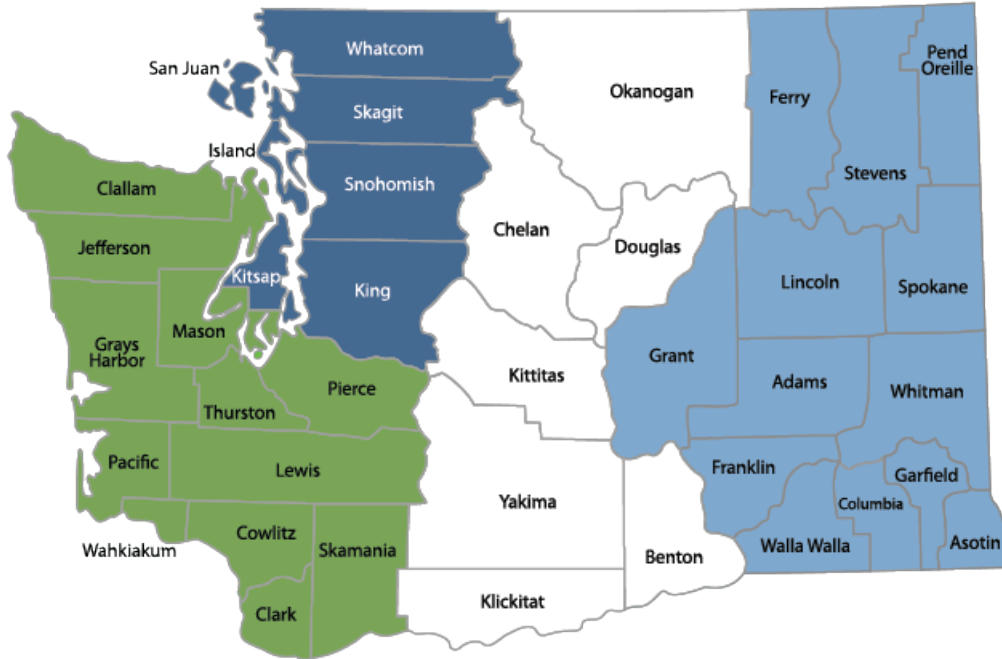 Whatcom
San Juan
Pend
Oreille
Okanogan
Ferry
Skagit
Island
Snohomish
Stevens
Clallam
Chelan
Douglas
Jefferson
Kitsap
King
Lincoln
Spokane
Mason
Grays
Harbor
Grant
Kittitas
Adams
Pierce
Whitman
Thurston
Pacific
Lewis
Franklin
Garfield
Yakima
Columbia
Cowlitz
Wahkiakum
Skamania
Benton
Walla Walla
Asotin
Klickitat
Clark